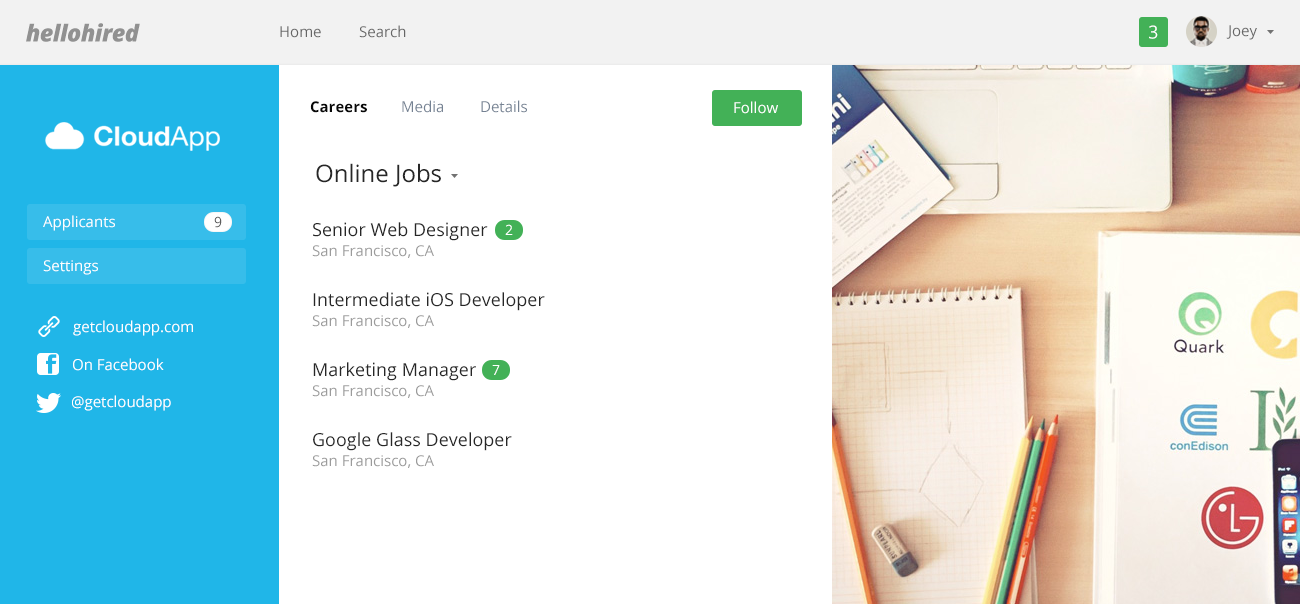 hellohired
Home
Search
3
Joey
CloudApp
Applicants
9
Settings
getcloudapp.com
On Facebook
@getcloudapp
Careers
Media
Details
Follow
Online Jobs
Senior Web Designer 2
San Francisco, CA
Intermediate iOS Developer
San Francisco, CA
Marketing Manager 7
San Francisco, CA
Google Glass Developer
San Francisco, CA
Quark
conEdison